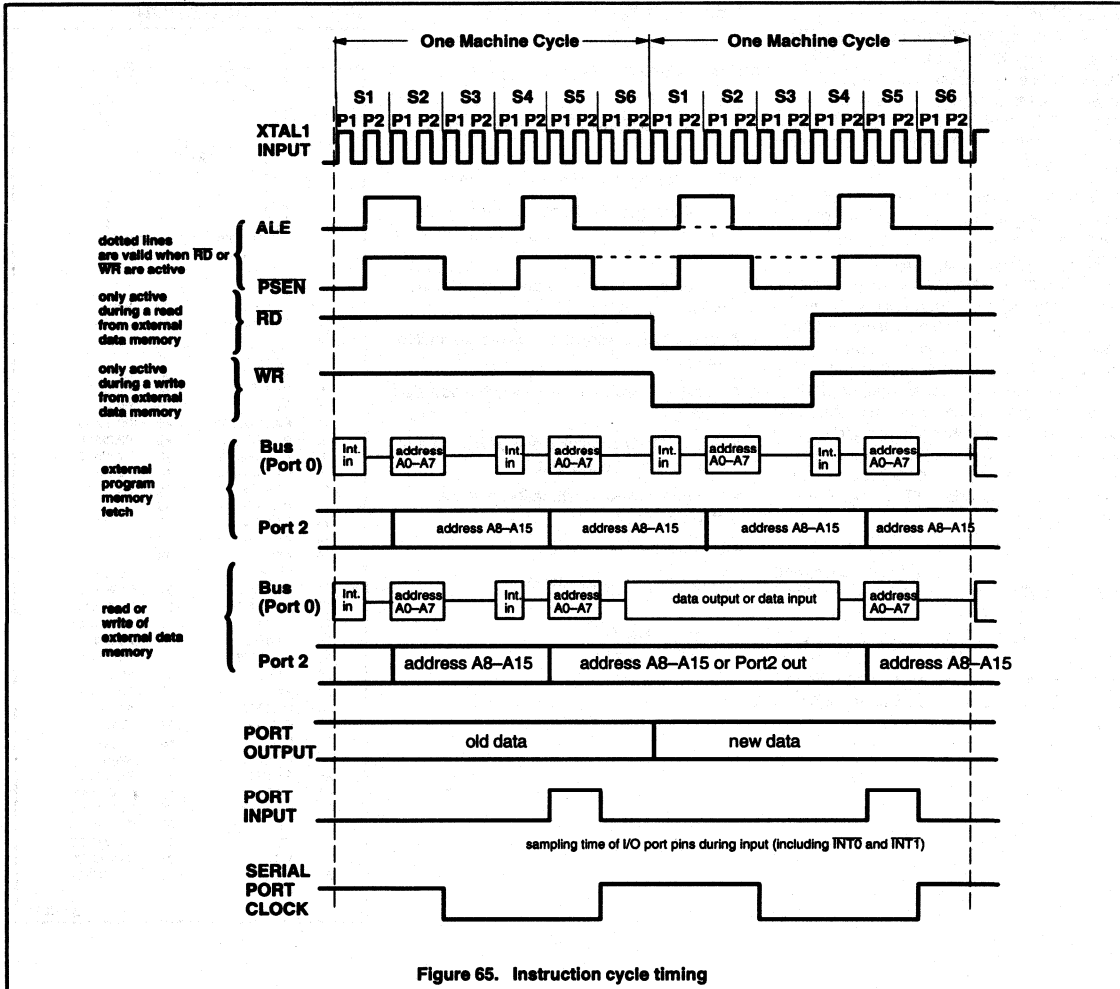 One Machine Cycle One Machine Cycle
S1 S2 S3 S4 S5 S6 S1 S2 S3 S4 S5 S6
P1 P2 P1 P2 P1 P2 P1 P2 P1 P2 P1 P2 P1 P2 P1 P2 P1 P2 P1 P2 P1 P2 P1 P2
XTAL1
INPUT
ALE
dotted lines
are valid when RD or
WR are active
PSEN
only active
during a read
from external
data memory
RD
only active
during a write
from external
data memory
WR
external
program
memory
fetch
Bus
(Port 0)
Int.
in
address
A0–A7
Int.
in
address
A0–A7
Int.
in
address
A0–A7
Int.
in
address
A0–A7
Port 2
address A8–A15 address A8–A15 address A8–A15 address A8–A15
read or
write of
external data
memory
Bus
(Port 0)
Int.
in
address
A0–A7
Int.
in
address
A0–A7
data output or data input
address
A0–A7
Port 2
address A8–A15 address A8–A15 or Port2 out address A8–A15
PORT
OUTPUT
old data new data
PORT
INPUT
sampling time of I/O port pins during input (including INT0 and INT1)
SERIAL
PORT
CLOCK
Figure 65. Instruction cycle timing